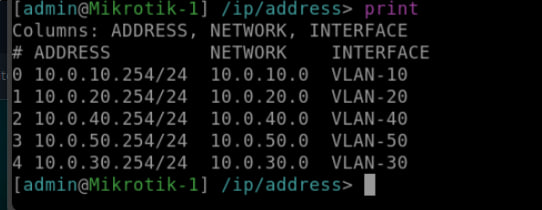 [admin@Mikrotik-1] /ip/address> print
Columns: ADDRESS, NETWORK, INTERFACE
# ADDRESS         NETWORK    INTERFACE
0 10.0.10.254/24  10.0.10.0  VLAN-10
1 10.0.20.254/24  10.0.20.0  VLAN-20
2 10.0.40.254/24  10.0.40.0  VLAN-40
3 10.0.50.254/24  10.0.50.0  VLAN-50
4 10.0.30.254/24  10.0.30.0  VLAN-30
[admin@Mikrotik-1] /ip/address>